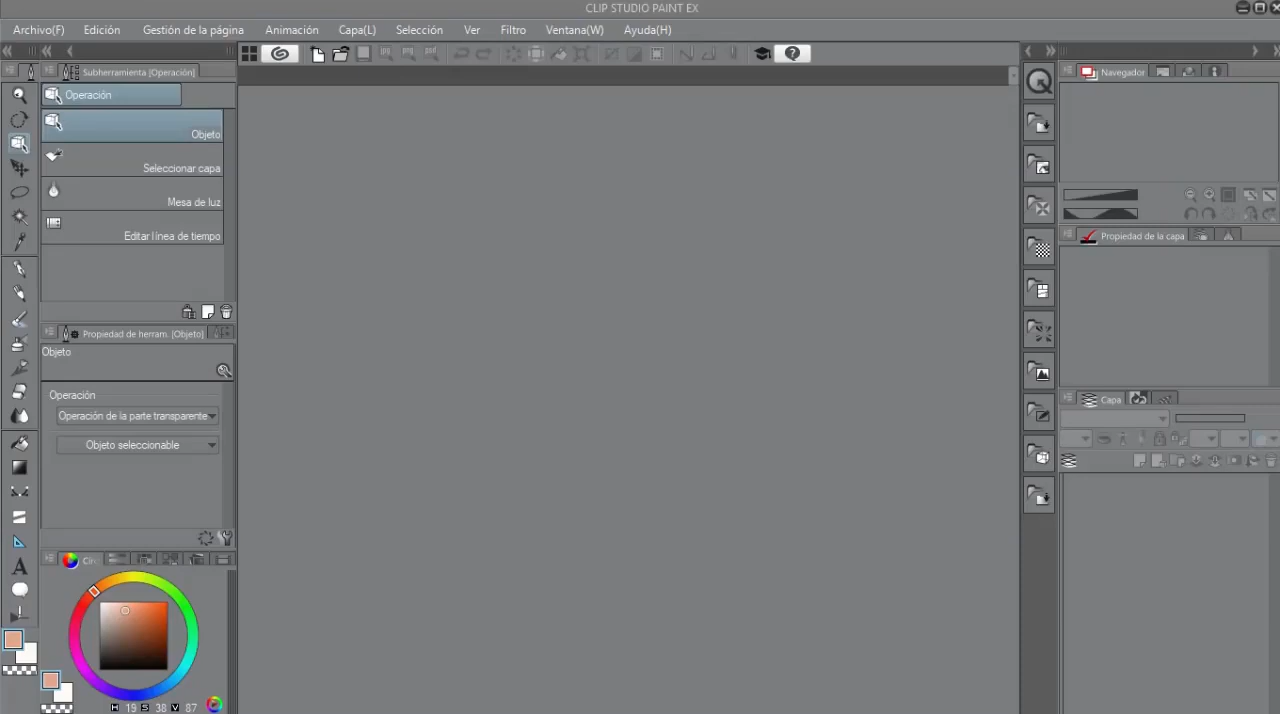 CLIP STUDIO PAINT EX
Archivo(F) Edición Gestión de la página Animación Capa(L) Selección Ver Filtro Ventana(W) Ayuda(H)
Subherramienta [Operación]
Operación
Objeto
Seleccionar capa
Mesa de luz
Editar línea de tiempo
Propiedad de herram. [Objeto]
Objeto
Operación
Operación de la parte transparente
Objeto seleccionable
Círc
H 19 S 38 V 87
Navegador
Propiedad de la capa
Capa